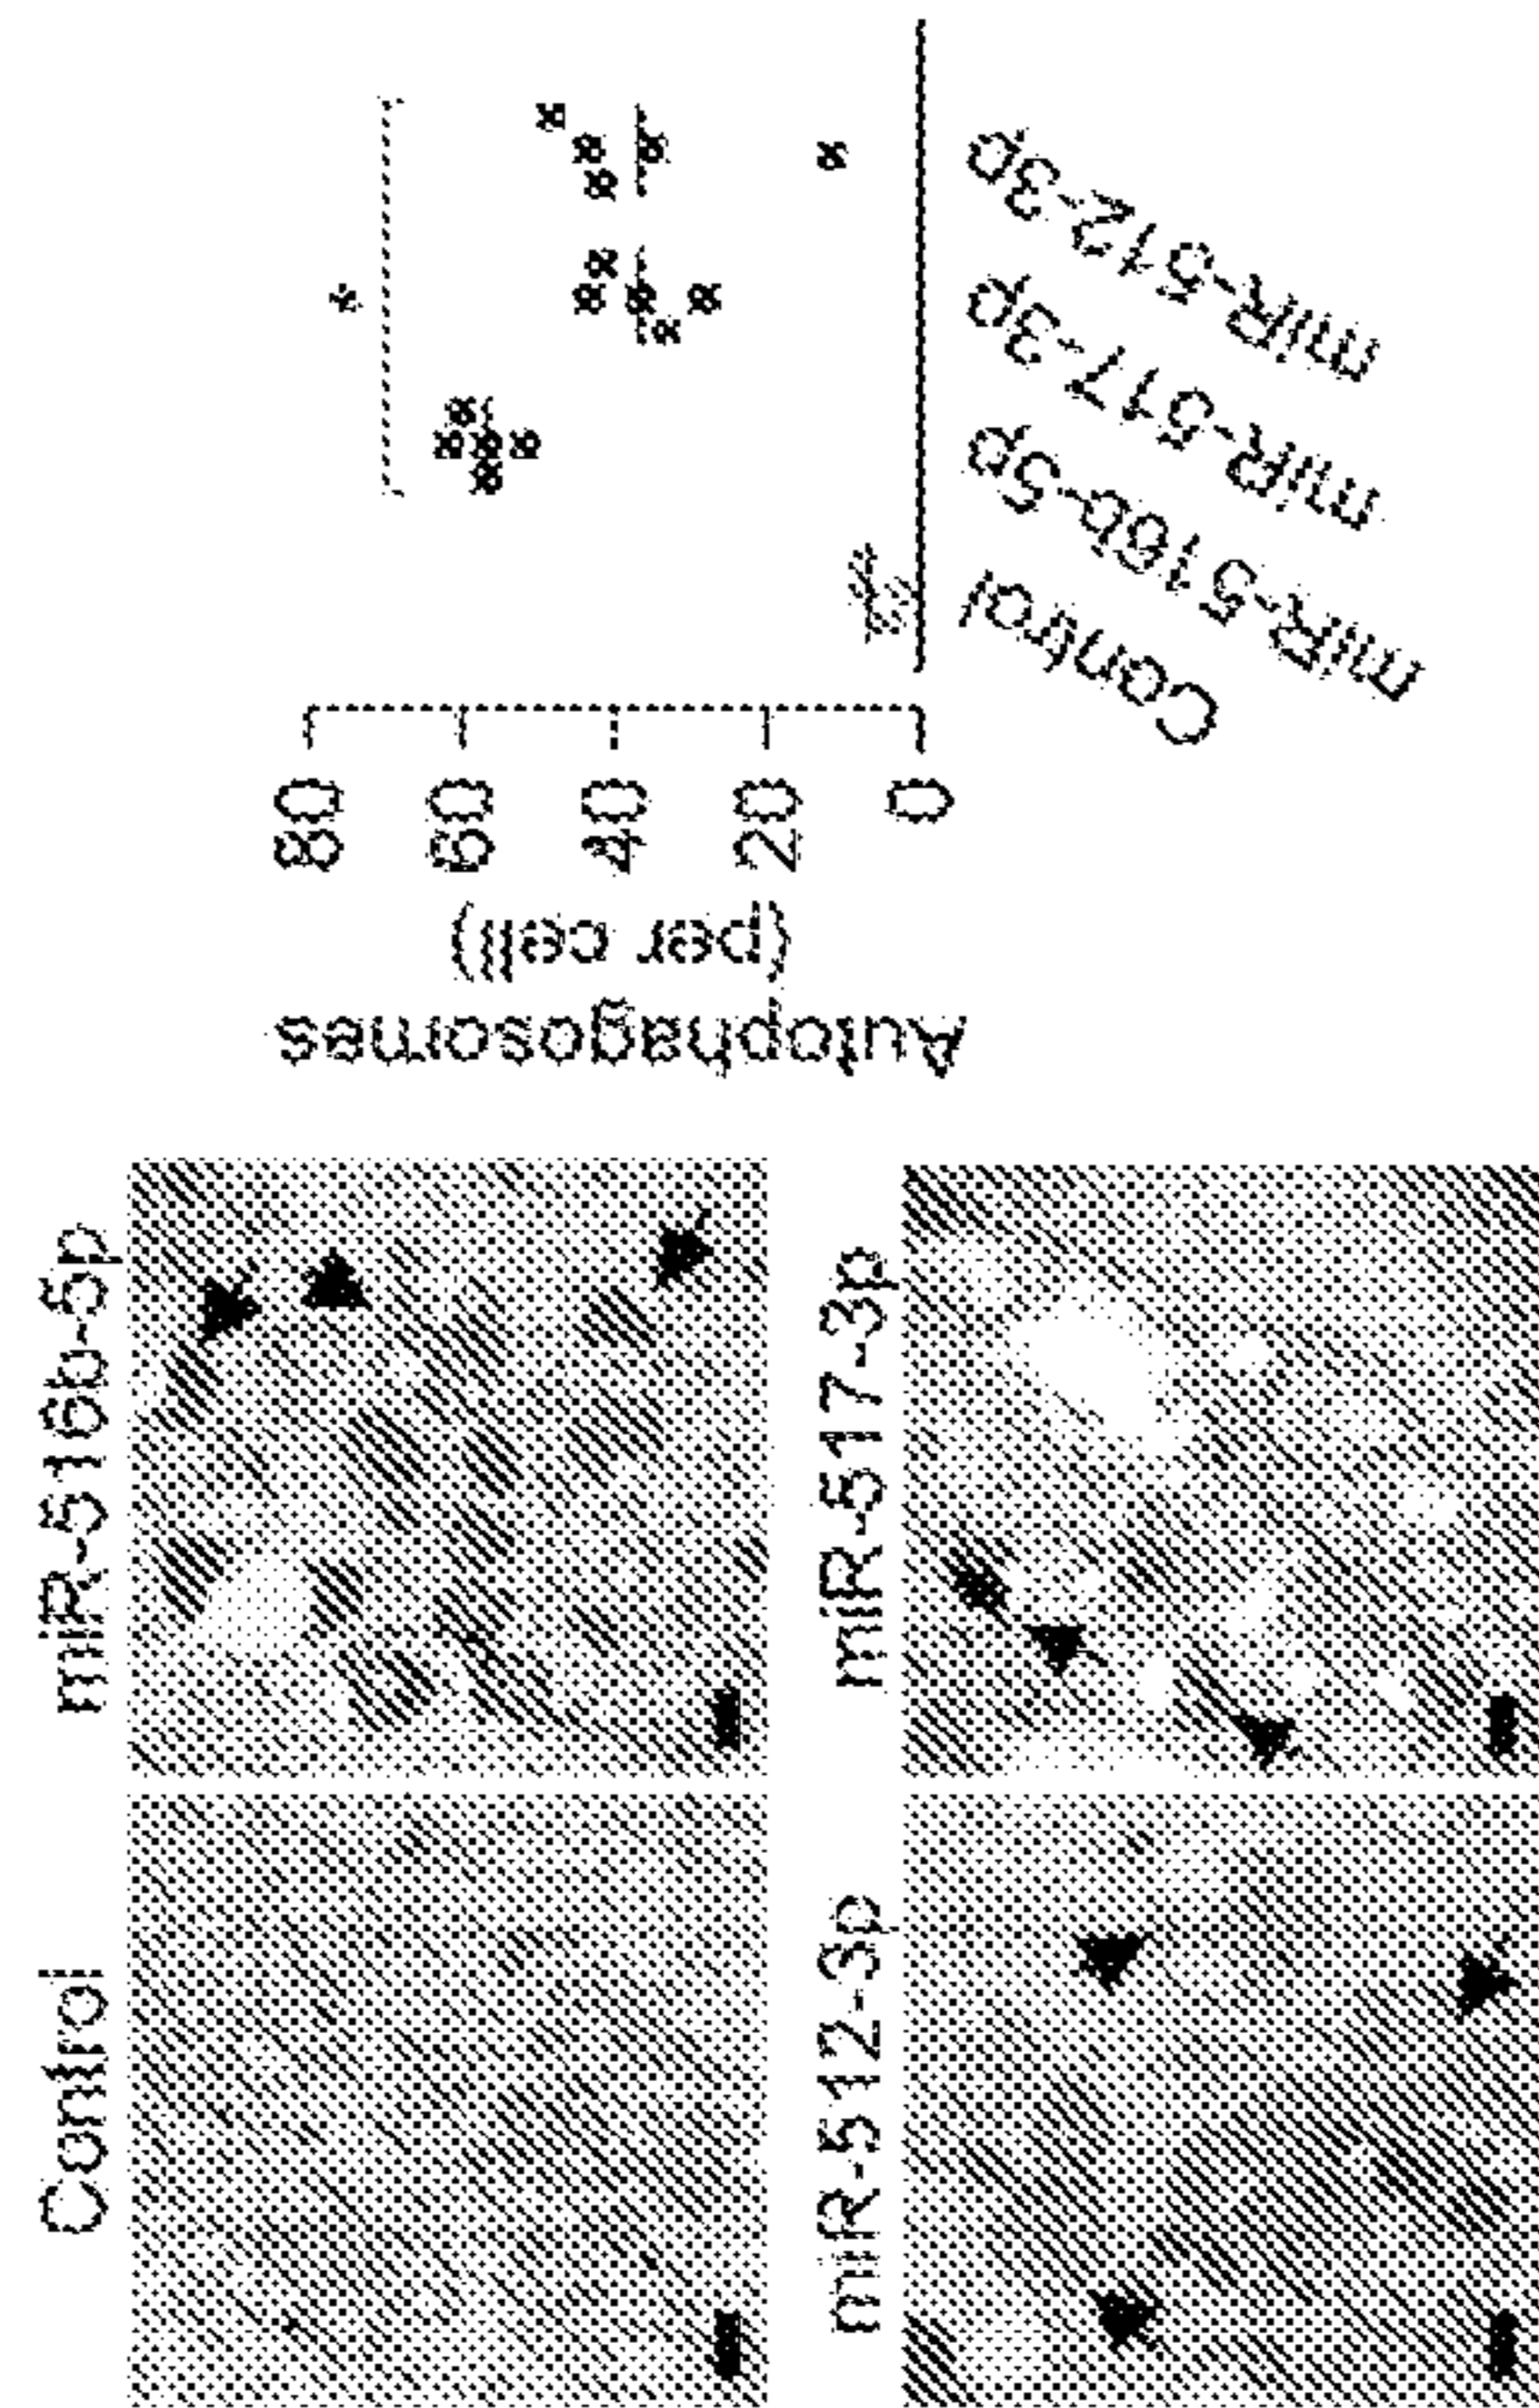 Control
miR-516b-5p
miR-512-3p
miR-517-3p
Autophagosomes
(per cell)
80
60
40
20
0
Control
miR-516b-5p
miR-517-3p
miR-512-3p
*